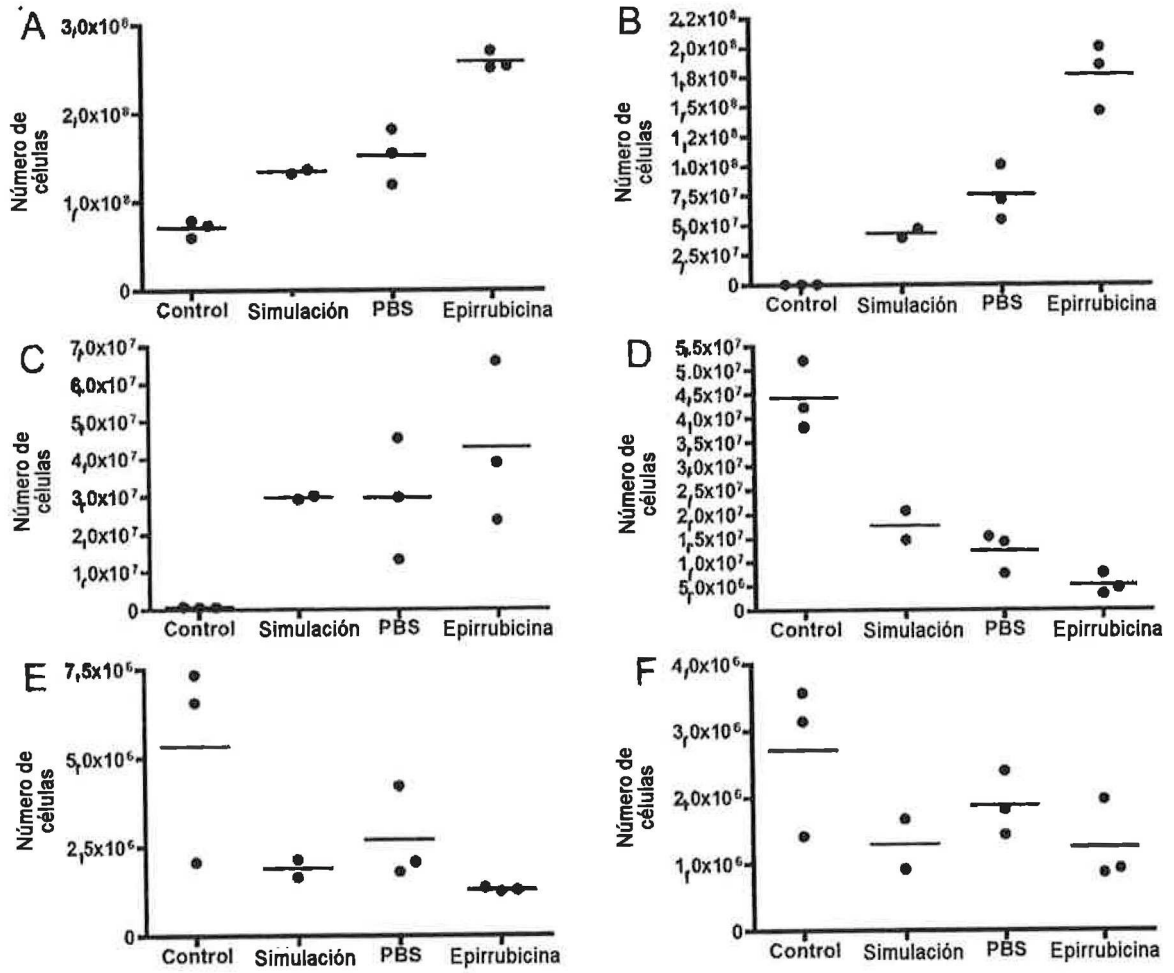 A
Número de
células
3,0x10⁸
2,0x10⁸
1,0x10⁸
0
Control Simulación PBS Epirrubicina
B
Número de
células
2,2x10⁸
2,0x10⁸
1,8x10⁸
1,5x10⁸
1,2x10⁸
1,0x10⁸
7,5x10⁷
5,0x10⁷
2,5x10⁷
0
Control Simulación PBS Epirrubicina
C
Número de
células
7,0x10⁷
6,0x10⁷
5,0x10⁷
4,0x10⁷
3,0x10⁷
2,0x10⁷
1,0x10⁷
0
Control Simulación PBS Epirrubicina
D
Número de
células
5,5x10⁷
5,0x10⁷
4,5x10⁷
4,0x10⁷
3,5x10⁷
3,0x10⁷
2,5x10⁷
2,0x10⁷
1,5x10⁷
1,0x10⁷
5,0x10⁶
0
Control Simulación PBS Epirrubicina
E
Número de
células
7,5x10⁶
5,0x10⁶
2,5x10⁶
0
Control Simulación PBS Epirrubicina
F
Número de
células
4,0x10⁶
3,0x10⁶
2,0x10⁶
1,0x10⁶
0
Control Simulación PBS Epirrubicina